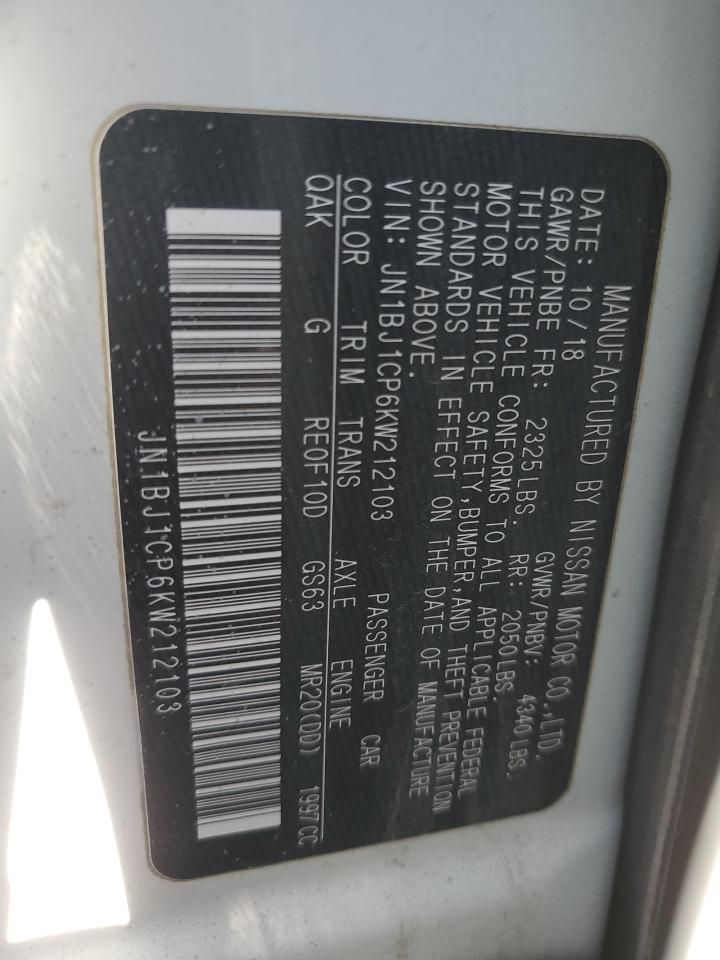 MANUFACTURED BY NISSAN MOTOR CO.,LTD.
DATE: 10/18 GVWR/PNBV: 4340LBS,
GAWR/PNBE FR: 2325LBS. RR: 2050LBS.
THIS VEHICLE CONFORMS TO ALL APPLICABLE FEDERAL
MOTOR VEHICLE SAFETY,BUMPER,AND THEFT PREVENTION
STANDARDS IN EFFECT ON THE DATE OF MANUFACTURE
SHOWN ABOVE.
VIN: JN1BJ1CP6KW212103 PASSENGER CAR
COLOR TRIM TRANS AXLE ENGINE
QAK G RE0F10D GS63 MR20(DD) 1997CC
JN1BJ1CP6KW212103